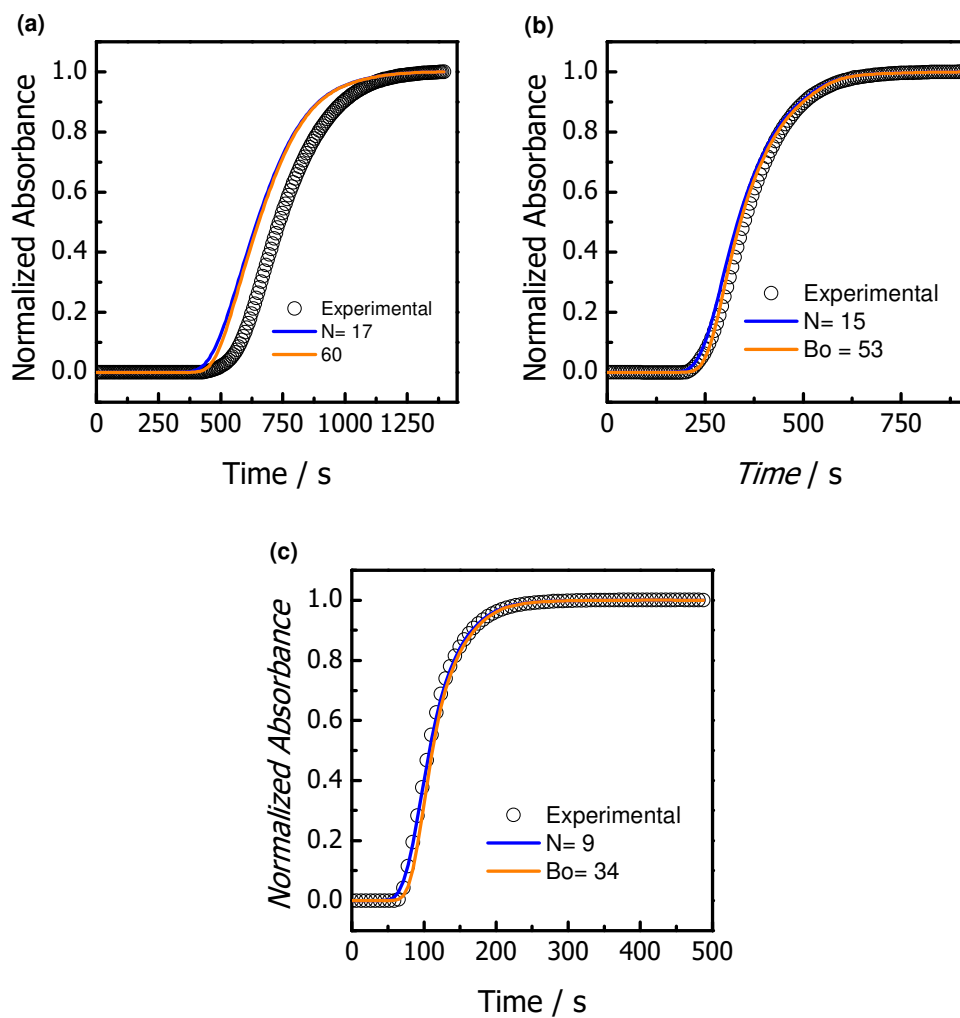 (a)
Normalized Absorbance
1.0
0.8
0.6
0.4
0.2
0.0
Experimental
N= 17
60
0 250 500 750 1000 1250
Time / s
(b)
Normalized Absorbance
1.0
0.8
0.6
0.4
0.2
0.0
Experimental
N= 15
Bo = 53
0 250 500 750
Time / s
(c)
Normalized Absorbance
1.0
0.8
0.6
0.4
0.2
0.0
Experimental
N= 9
Bo= 34
0 100 200 300 400 500
Time / s